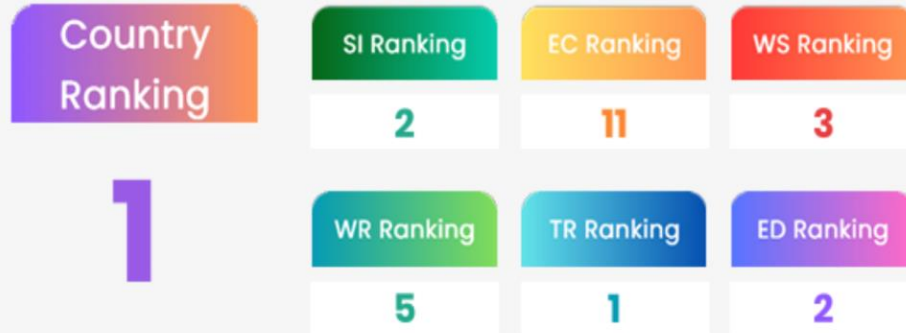 Country
Ranking
1
SI Ranking
2
EC Ranking
11
WS Ranking
3
WR Ranking
5
TR Ranking
1
ED Ranking
2